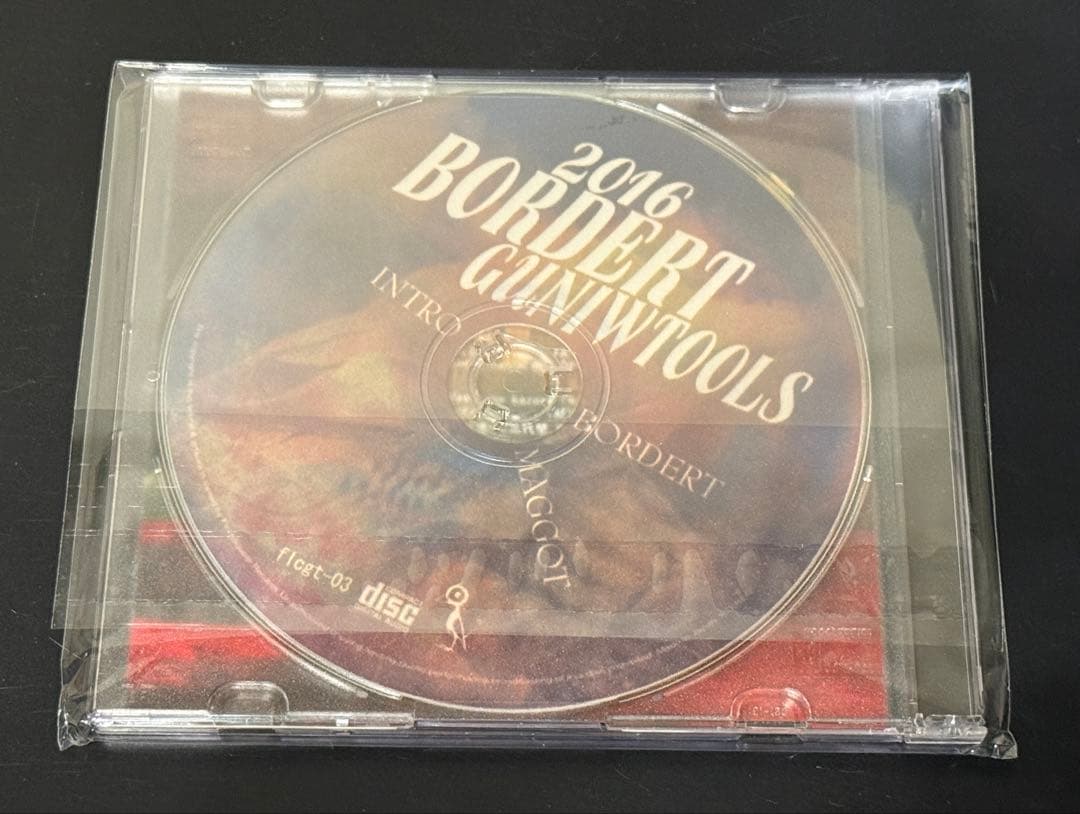 2016
BORDERT
GUNIWTOOLS
INTRO
BORDERT
MAGGOT
flcgt-03
disc